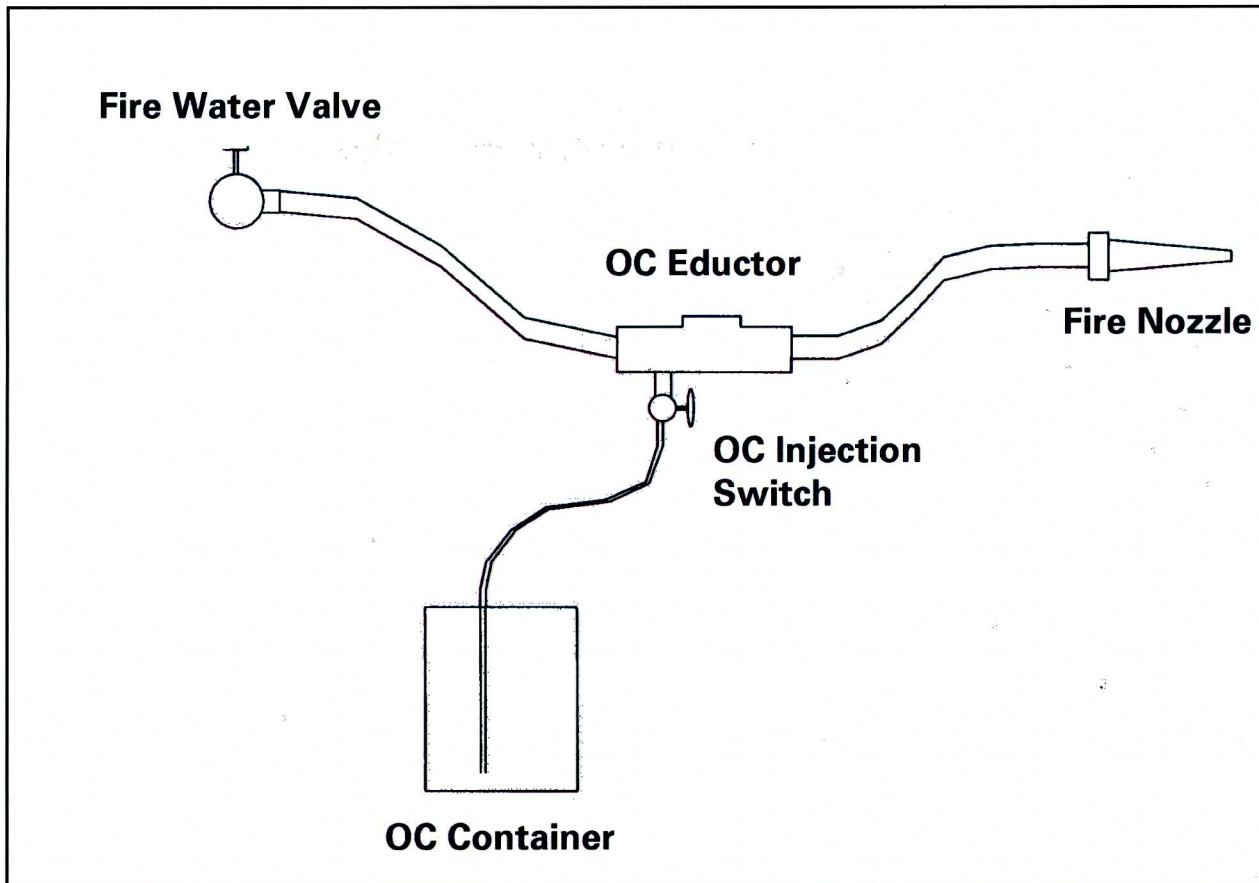 Fire Water Valve
OC Eductor
Fire Nozzle
OC Injection
Switch
OC Container